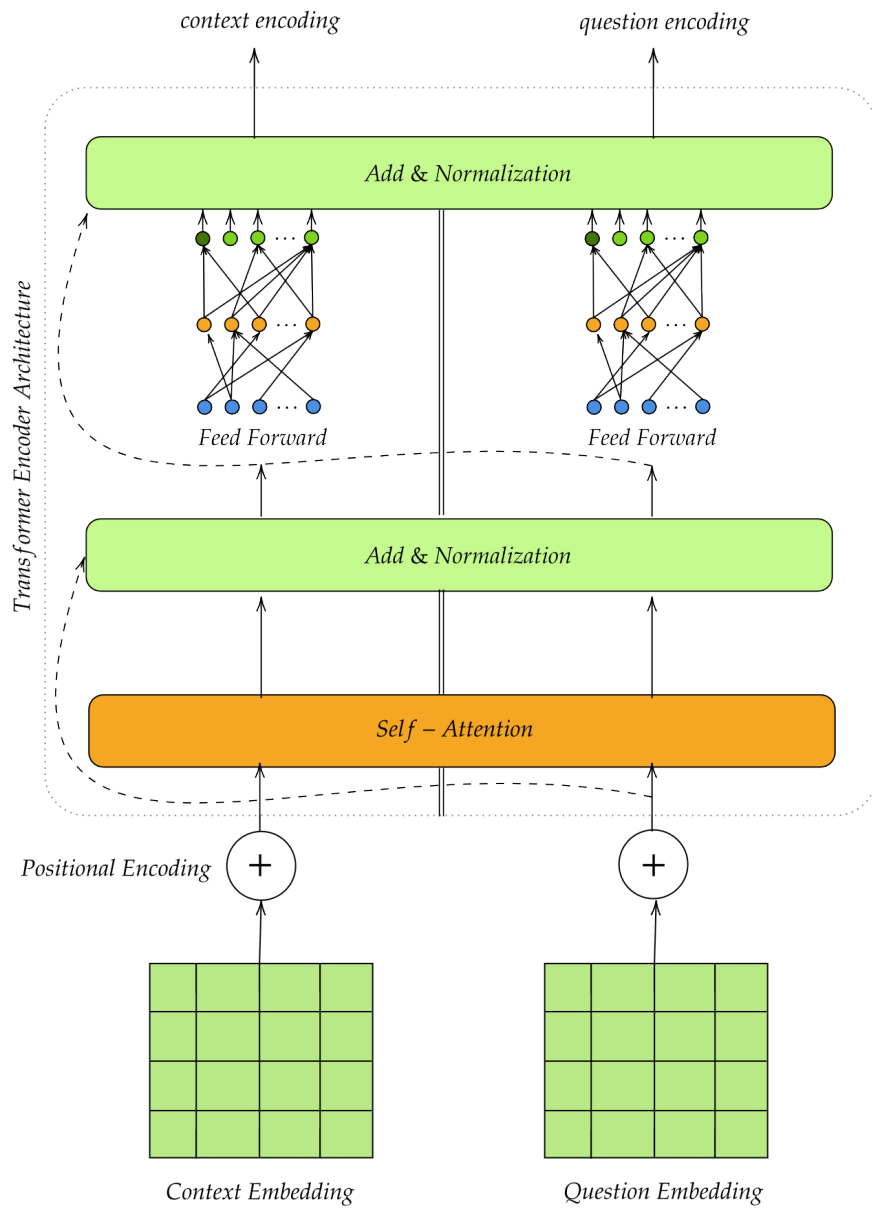 context encoding
question encoding
Add & Normalization
Transformer Encoder Architecture
Feed Forward
Feed Forward
Add & Normalization
Self – Attention
Positional Encoding
+
+
Context Embedding
Question Embedding